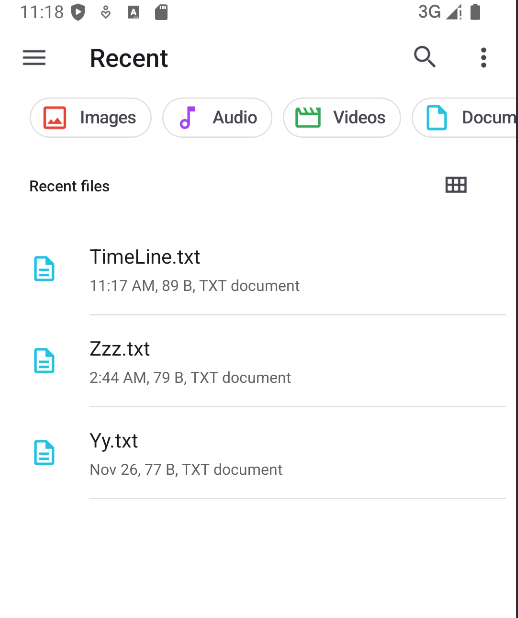 11:18 3G
Recent
Images Audio Videos Docum
Recent files
TimeLine.txt
11:17 AM, 89 B, TXT document
Zzz.txt
2:44 AM, 79 B, TXT document
Yy.txt
Nov 26, 77 B, TXT document